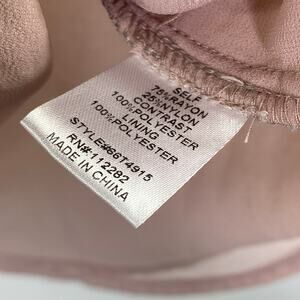 SELF
75%RAYON
25%NYLON
CONTRAST
100%POLYESTER
LINING
100%POLYESTER
STYLE#66T4915
RN#:112282
MADE IN CHINA